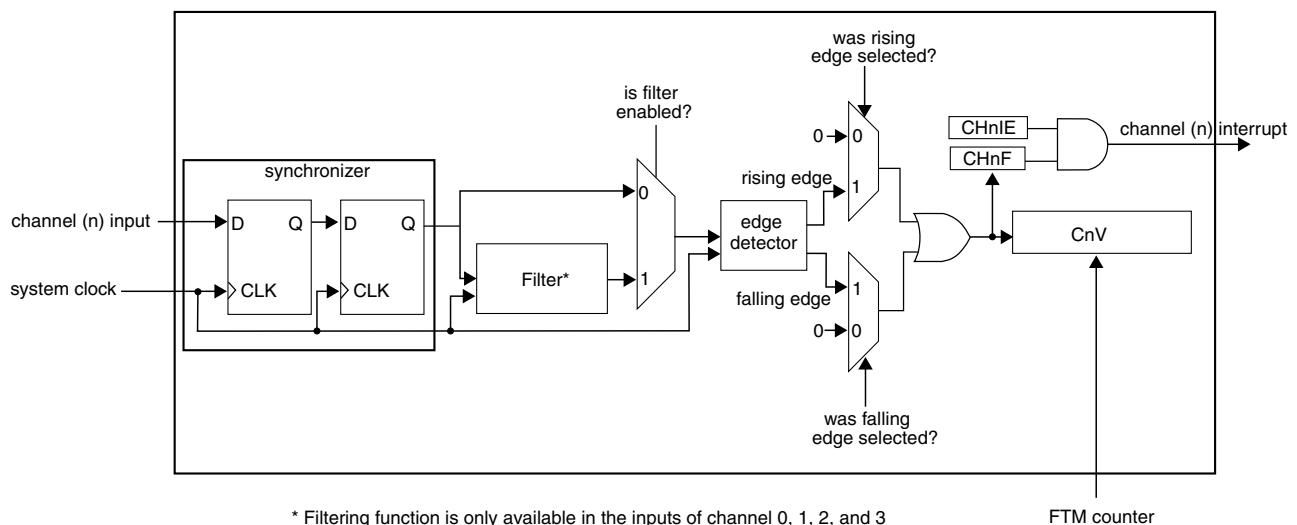 was rising
edge selected?
is filter
enabled?
0
0
CHnIE
channel (n) interrupt
CHnF
synchronizer
rising edge
1
0
channel (n) input
D Q
D Q
edge
detector
CnV
Filter*
1
falling edge
1
system clock
CLK
CLK
0
0
was falling
edge selected?
* Filtering function is only available in the inputs of channel 0, 1, 2, and 3
FTM counter